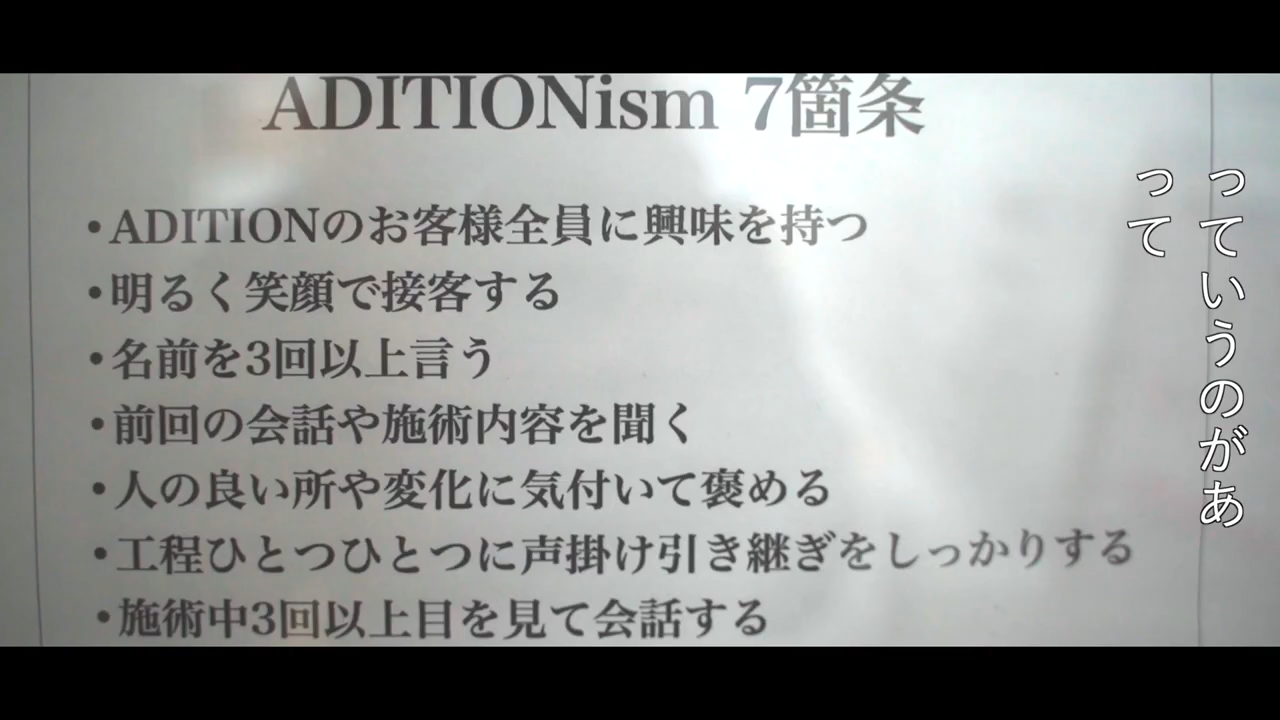 ADITIONism 7箇条
•ADITIONのお客様全員に興味を持つ
•明るく笑顔で接客する
•名前を3回以上言う
•前回の会話や施術内容を聞く
•人の良い所や変化に気付いて褒める
•工程ひとつひとつに声掛け引き継ぎをしっかりする
•施術中3回以上目を見て会話する
っていうのがあ
って